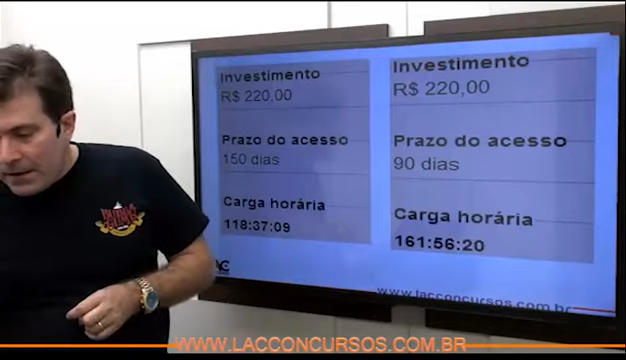 Investimento
R$ 220,00
Prazo do acesso
150 dias
Carga horária
118:37:09
Investimento
R$ 220,00
Prazo do acesso
90 dias
Carga horária
161:56:20
www.lacconcursos.com.br
WWW.LACCONCURSOS.COM.BR